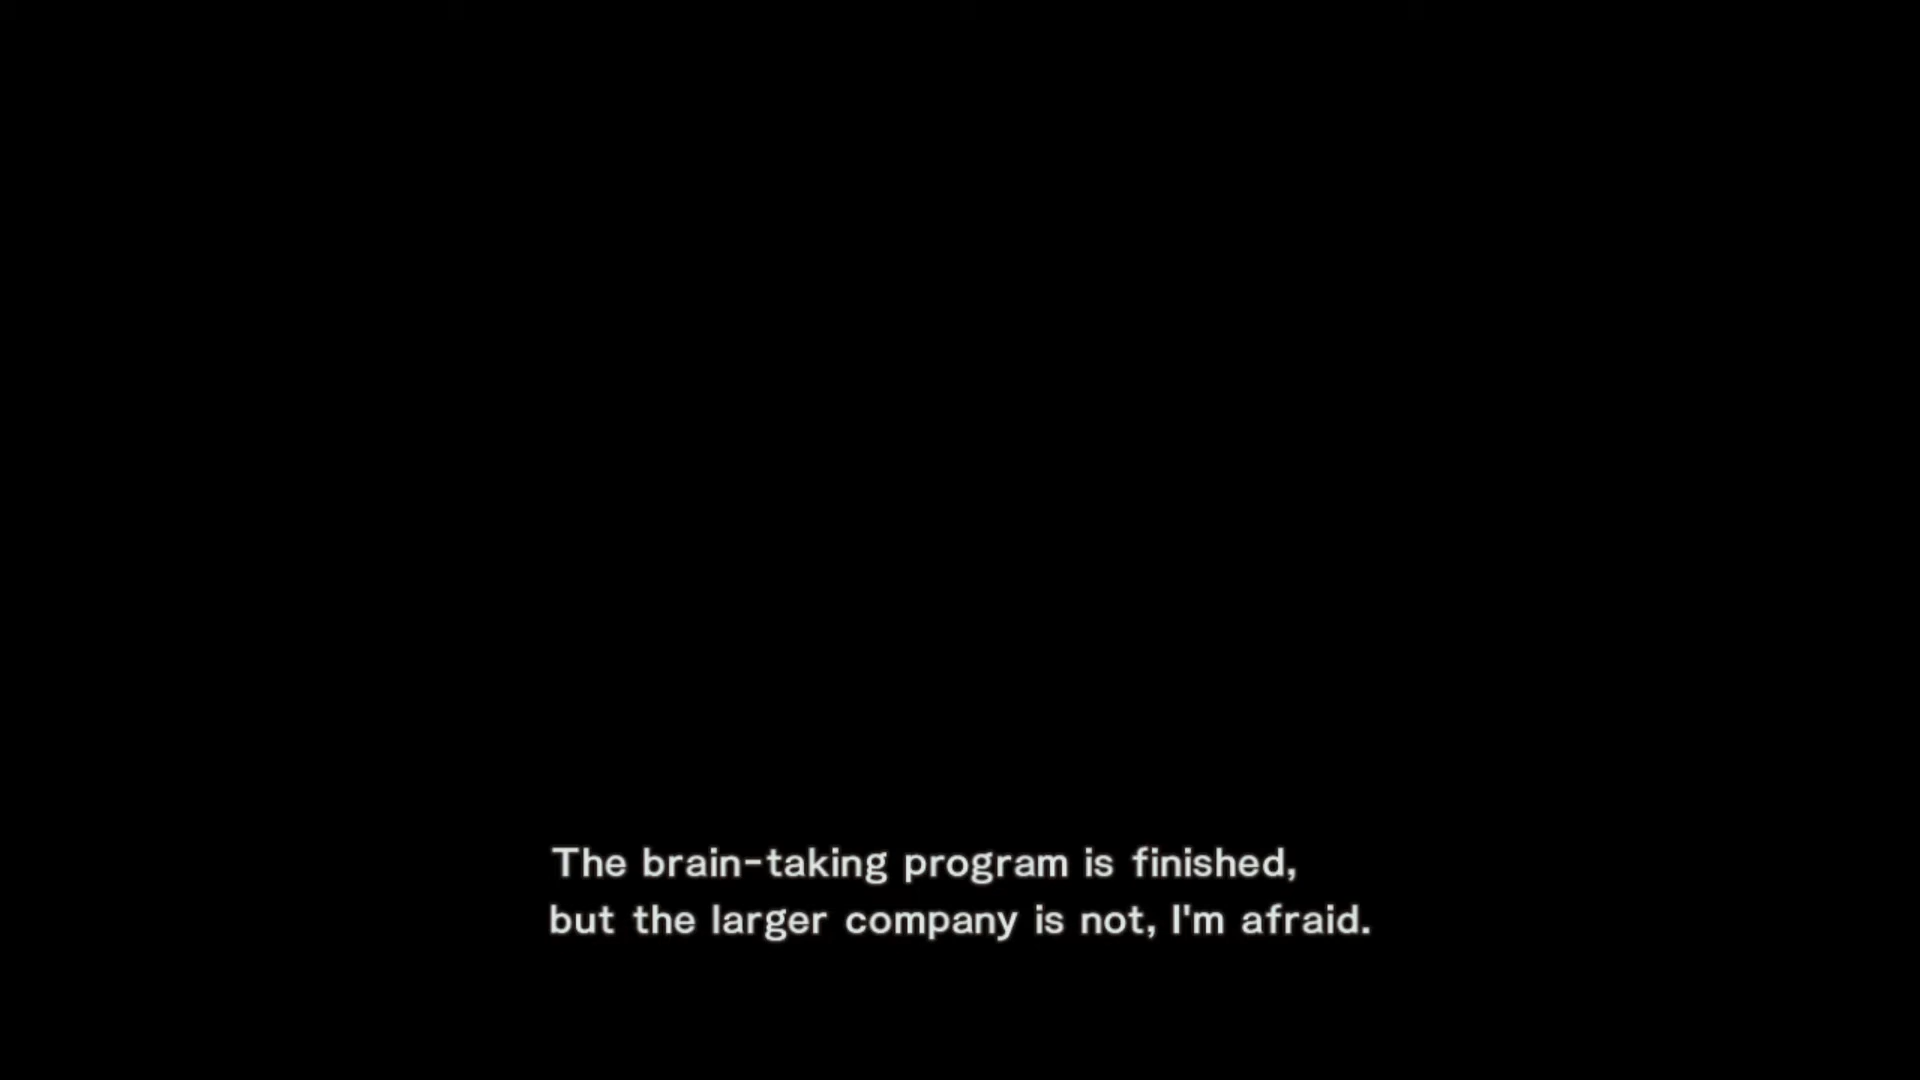 The brain-taking program is finished,
but the larger company is not, I'm afraid.